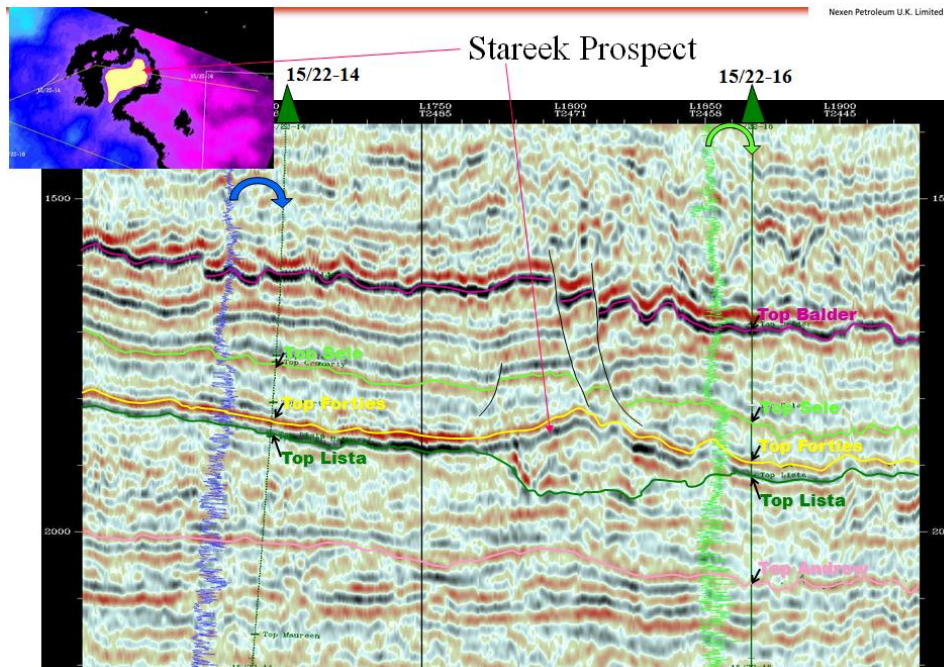 Nexen Petroleum U.K. Limited
Stareek Prospect
15/22-14
15/22-16
L1750
T2485
L1800
T2471
L1850
T2458
L1900
T2445
1500
Top Balder
Top Sele
Top Sele
Top Forties
Top Forties
Top Lista
Top Lista
Top Lista
2000
Top Andrew
Top Maureen